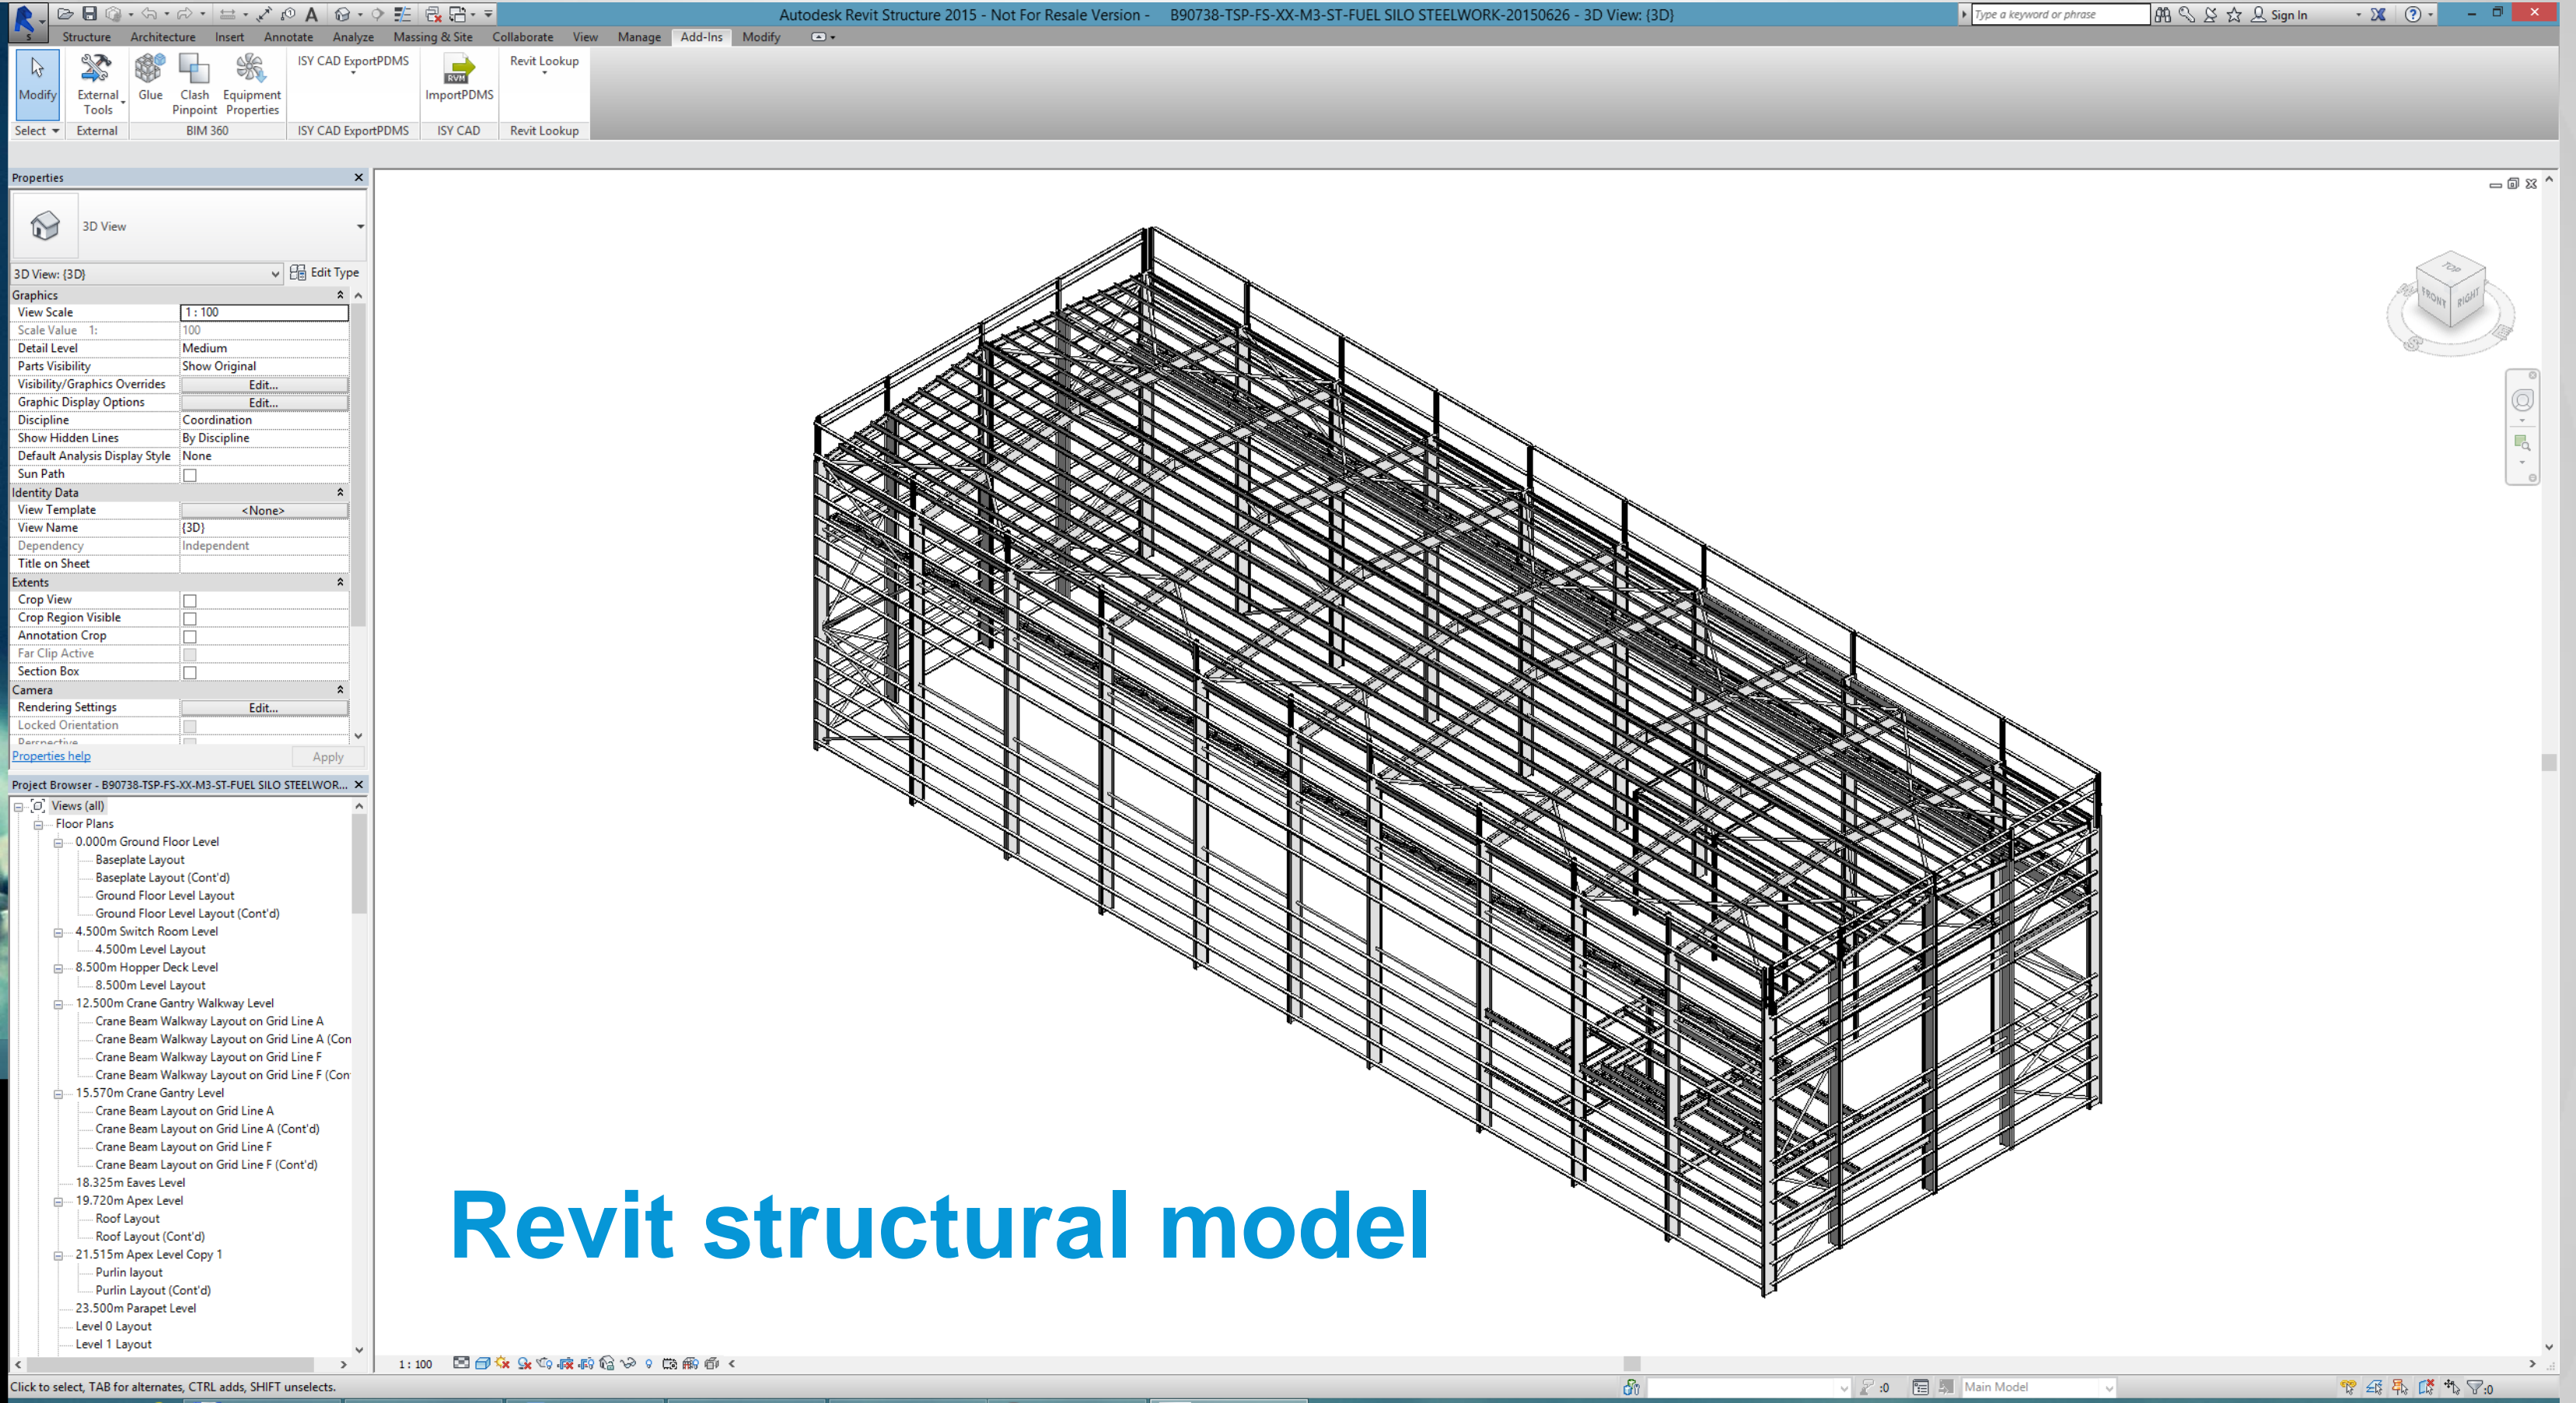 Autodesk Revit Structure 2015 - Not For Resale Version - B90738-TSP-FS-XX-M3-ST-FUEL SILO STEELWORK-20150626 - 3D View: {3D}
Type a keyword or phrase
Sign In
Structure Architecture Insert Annotate Analyze Massing & Site Collaborate View Manage Add-Ins Modify
Modify
External Tools
Glue
Clash Pinpoint
Equipment Properties
ISY CAD ExportPDMS
RVM
ImportPDMS
Revit Lookup
Select External BIM 360 ISY CAD ExportPDMS ISY CAD Revit Lookup
Properties
3D View
3D View: {3D} Edit Type
Graphics
View Scale 1 : 100
Scale Value 1: 100
Detail Level Medium
Parts Visibility Show Original
Visibility/Graphics Overrides Edit...
Graphic Display Options Edit...
Discipline Coordination
Show Hidden Lines By Discipline
Default Analysis Display Style None
Sun Path
Identity Data
View Template <None>
View Name {3D}
Dependency Independent
Title on Sheet
Extents
Crop View
Crop Region Visible
Annotation Crop
Far Clip Active
Section Box
Camera
Rendering Settings Edit...
Locked Orientation
Perspective
Properties help Apply
Project Browser - B90738-TSP-FS-XX-M3-ST-FUEL SILO STEELWOR...
Views (all)
Floor Plans
0.000m Ground Floor Level
Baseplate Layout
Baseplate Layout (Cont'd)
Ground Floor Level Layout
Ground Floor Level Layout (Cont'd)
4.500m Switch Room Level
4.500m Level Layout
8.500m Hopper Deck Level
8.500m Level Layout
12.500m Crane Gantry Walkway Level
Crane Beam Walkway Layout on Grid Line A
Crane Beam Walkway Layout on Grid Line A (Con
Crane Beam Walkway Layout on Grid Line F
Crane Beam Walkway Layout on Grid Line F (Con
15.570m Crane Gantry Level
Crane Beam Layout on Grid Line A
Crane Beam Layout on Grid Line A (Cont'd)
Crane Beam Layout on Grid Line F
Crane Beam Layout on Grid Line F (Cont'd)
18.325m Eaves Level
19.720m Apex Level
Roof Layout
Roof Layout (Cont'd)
21.515m Apex Level Copy 1
Purlin layout
Purlin Layout (Cont'd)
23.500m Parapet Level
Level 0 Layout
Level 1 Layout
TOP
FRONT
RIGHT
S
Revit structural model
1 : 100
Click to select, TAB for alternates, CTRL adds, SHIFT unselects.
:0
Main Model
:0